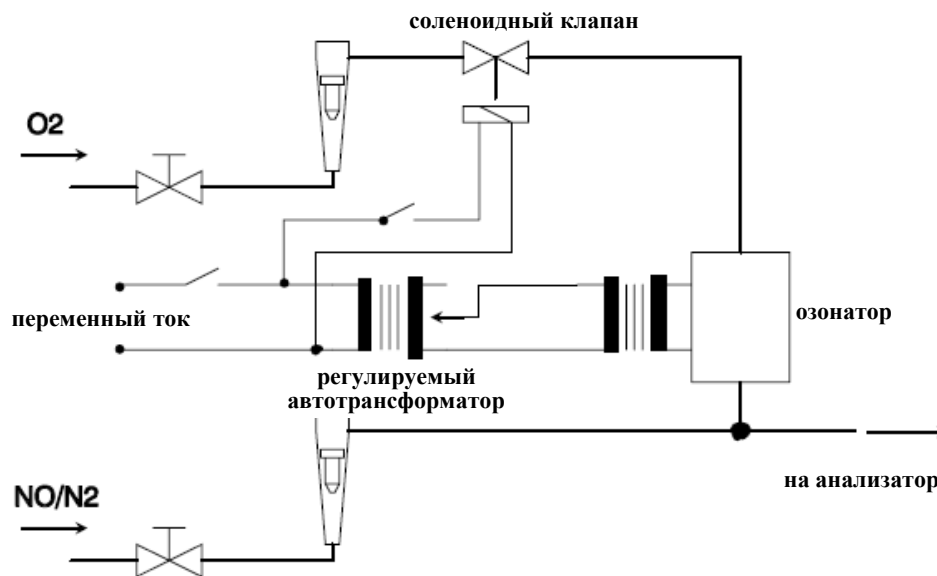 соленоидный клапан
O2
переменный ток
озонатор
регулируемый
автотрансформатор
на анализатор
NO/N2